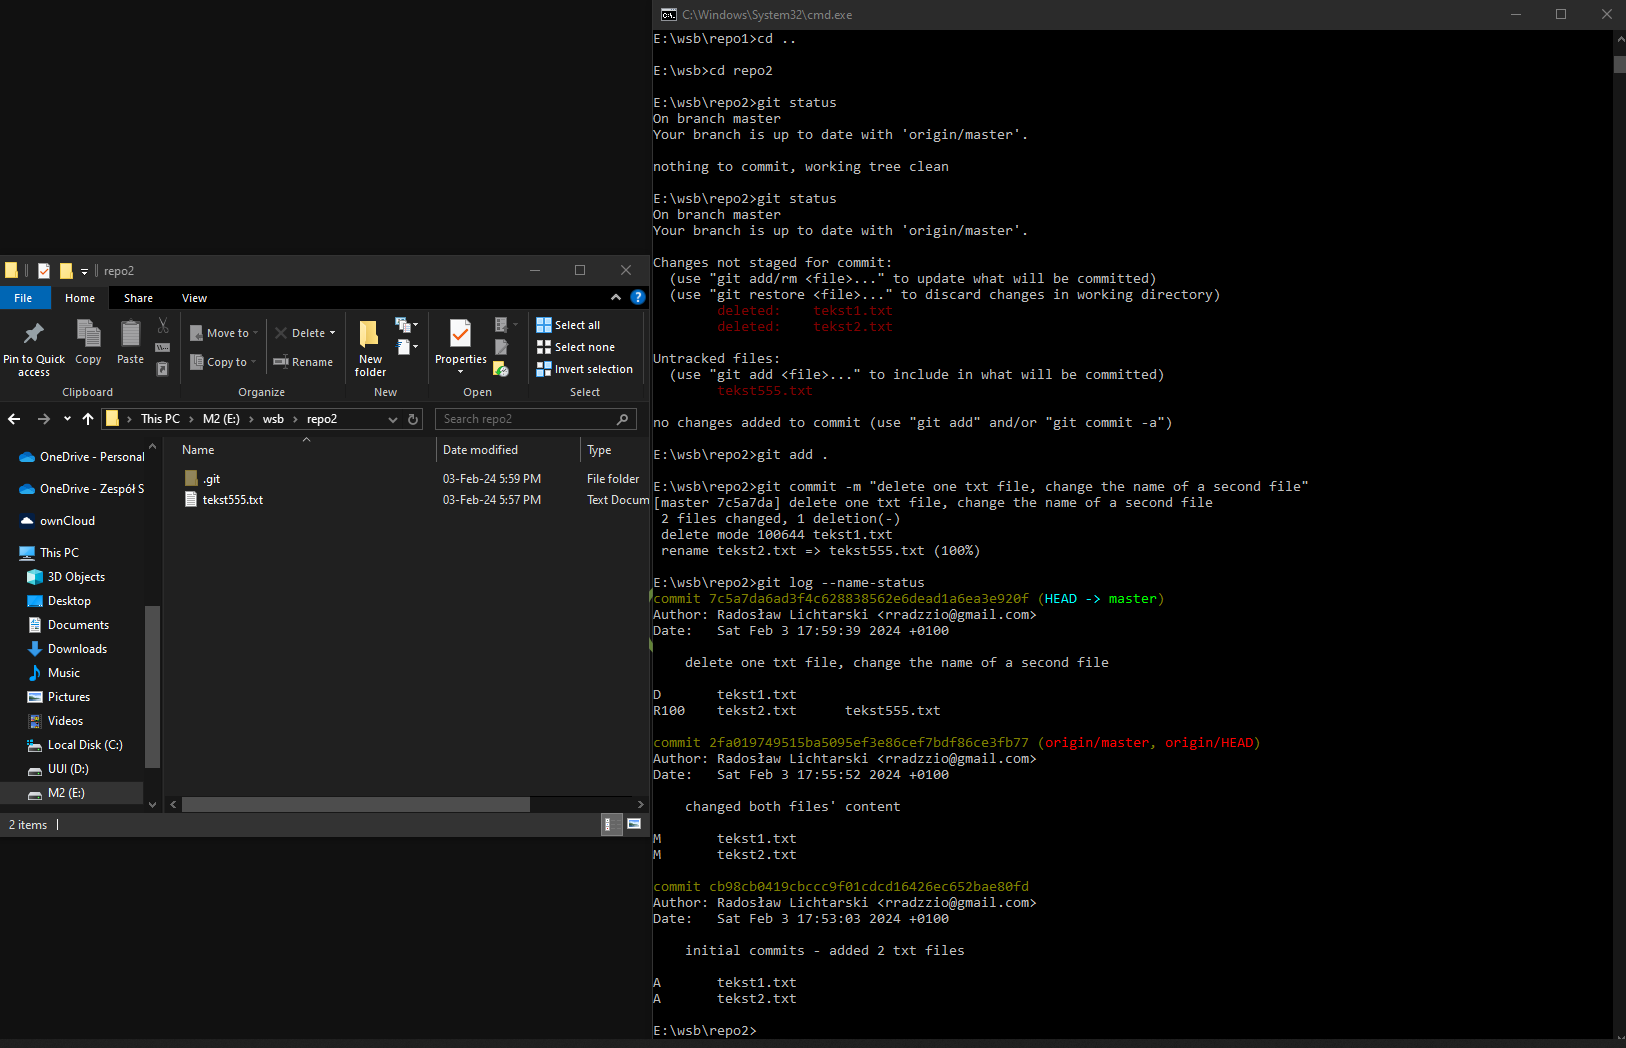 repo2
File
Home
Share
View
Pin to Quick access
Copy
Paste
Clipboard
Move to
Copy to
Delete
Rename
Organize
New folder
New
Properties
Open
Select all
Select none
Invert selection
Select
This PC > M2 (E:) > wsb > repo2
Search repo2
OneDrive - Personal
OneDrive - Zespół S
ownCloud
This PC
3D Objects
Desktop
Documents
Downloads
Music
Pictures
Videos
Local Disk (C:)
UUI (D:)
M2 (E:)
Name Date modified Type
.git 03-Feb-24 5:59 PM File folder
tekst555.txt 03-Feb-24 5:57 PM Text Docum
2 items
C:\Windows\System32\cmd.exe
E:\wsb\repo1>cd ..
E:\wsb>cd repo2
E:\wsb\repo2>git status
On branch master
Your branch is up to date with 'origin/master'.
nothing to commit, working tree clean
E:\wsb\repo2>git status
On branch master
Your branch is up to date with 'origin/master'.
Changes not staged for commit:
(use "git add/rm <file>..." to update what will be committed)
(use "git restore <file>..." to discard changes in working directory)
deleted: tekst1.txt
deleted: tekst2.txt
Untracked files:
(use "git add <file>..." to include in what will be committed)
tekst555.txt
no changes added to commit (use "git add" and/or "git commit -a")
E:\wsb\repo2>git add .
E:\wsb\repo2>git commit -m "delete one txt file, change the name of a second file"
[master 7c5a7da] delete one txt file, change the name of a second file
2 files changed, 1 deletion(-)
delete mode 100644 tekst1.txt
rename tekst2.txt => tekst555.txt (100%)
E:\wsb\repo2>git log --name-status
commit 7c5a7da6ad3f4c628838562e6dead1a6ea3e920f (HEAD -> master)
Author: Radosław Lichtarski <rradzzio@gmail.com>
Date: Sat Feb 3 17:59:39 2024 +0100
delete one txt file, change the name of a second file
D tekst1.txt
R100 tekst2.txt tekst555.txt
commit 2fa019749515ba5095ef3e86cef7bdf86ce3fb77 (origin/master, origin/HEAD)
Author: Radosław Lichtarski <rradzzio@gmail.com>
Date: Sat Feb 3 17:55:52 2024 +0100
changed both files' content
M tekst1.txt
M tekst2.txt
commit cb98cb0419cbccc9f01cdcd16426ec652bae80fd
Author: Radosław Lichtarski <rradzzio@gmail.com>
Date: Sat Feb 3 17:53:03 2024 +0100
initial commits - added 2 txt files
A tekst1.txt
A tekst2.txt
E:\wsb\repo2>